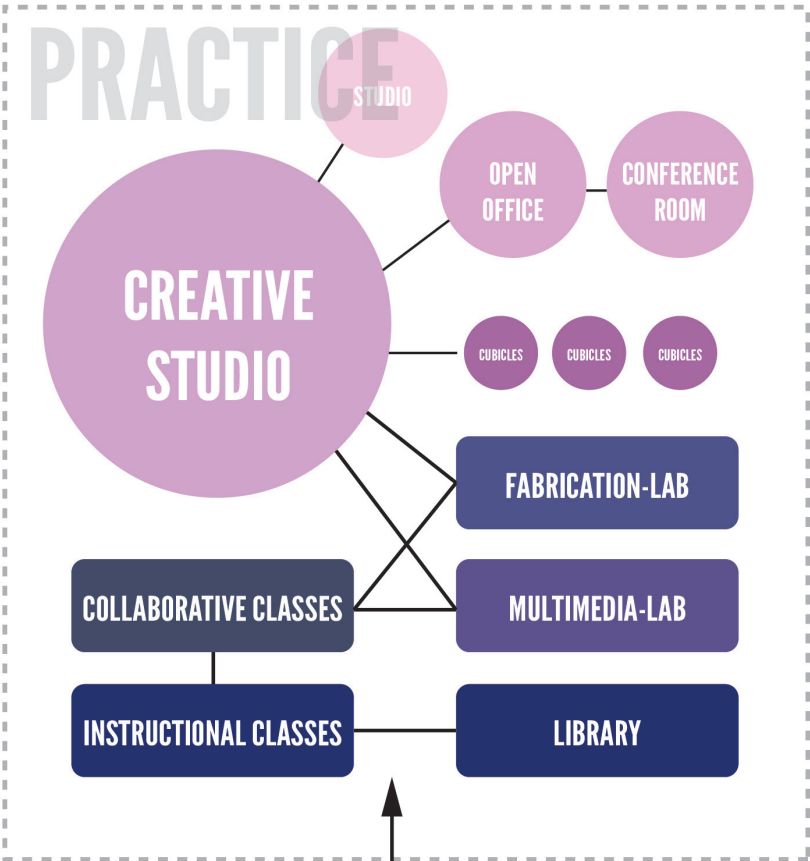 PRACTICE
STUDIO
OPEN
OFFICE
CONFERENCE
ROOM
CREATIVE
STUDIO
CUBICLES
CUBICLES
CUBICLES
FABRICATION-LAB
COLLABORATIVE CLASSES
MULTIMEDIA-LAB
INSTRUCTIONAL CLASSES
LIBRARY